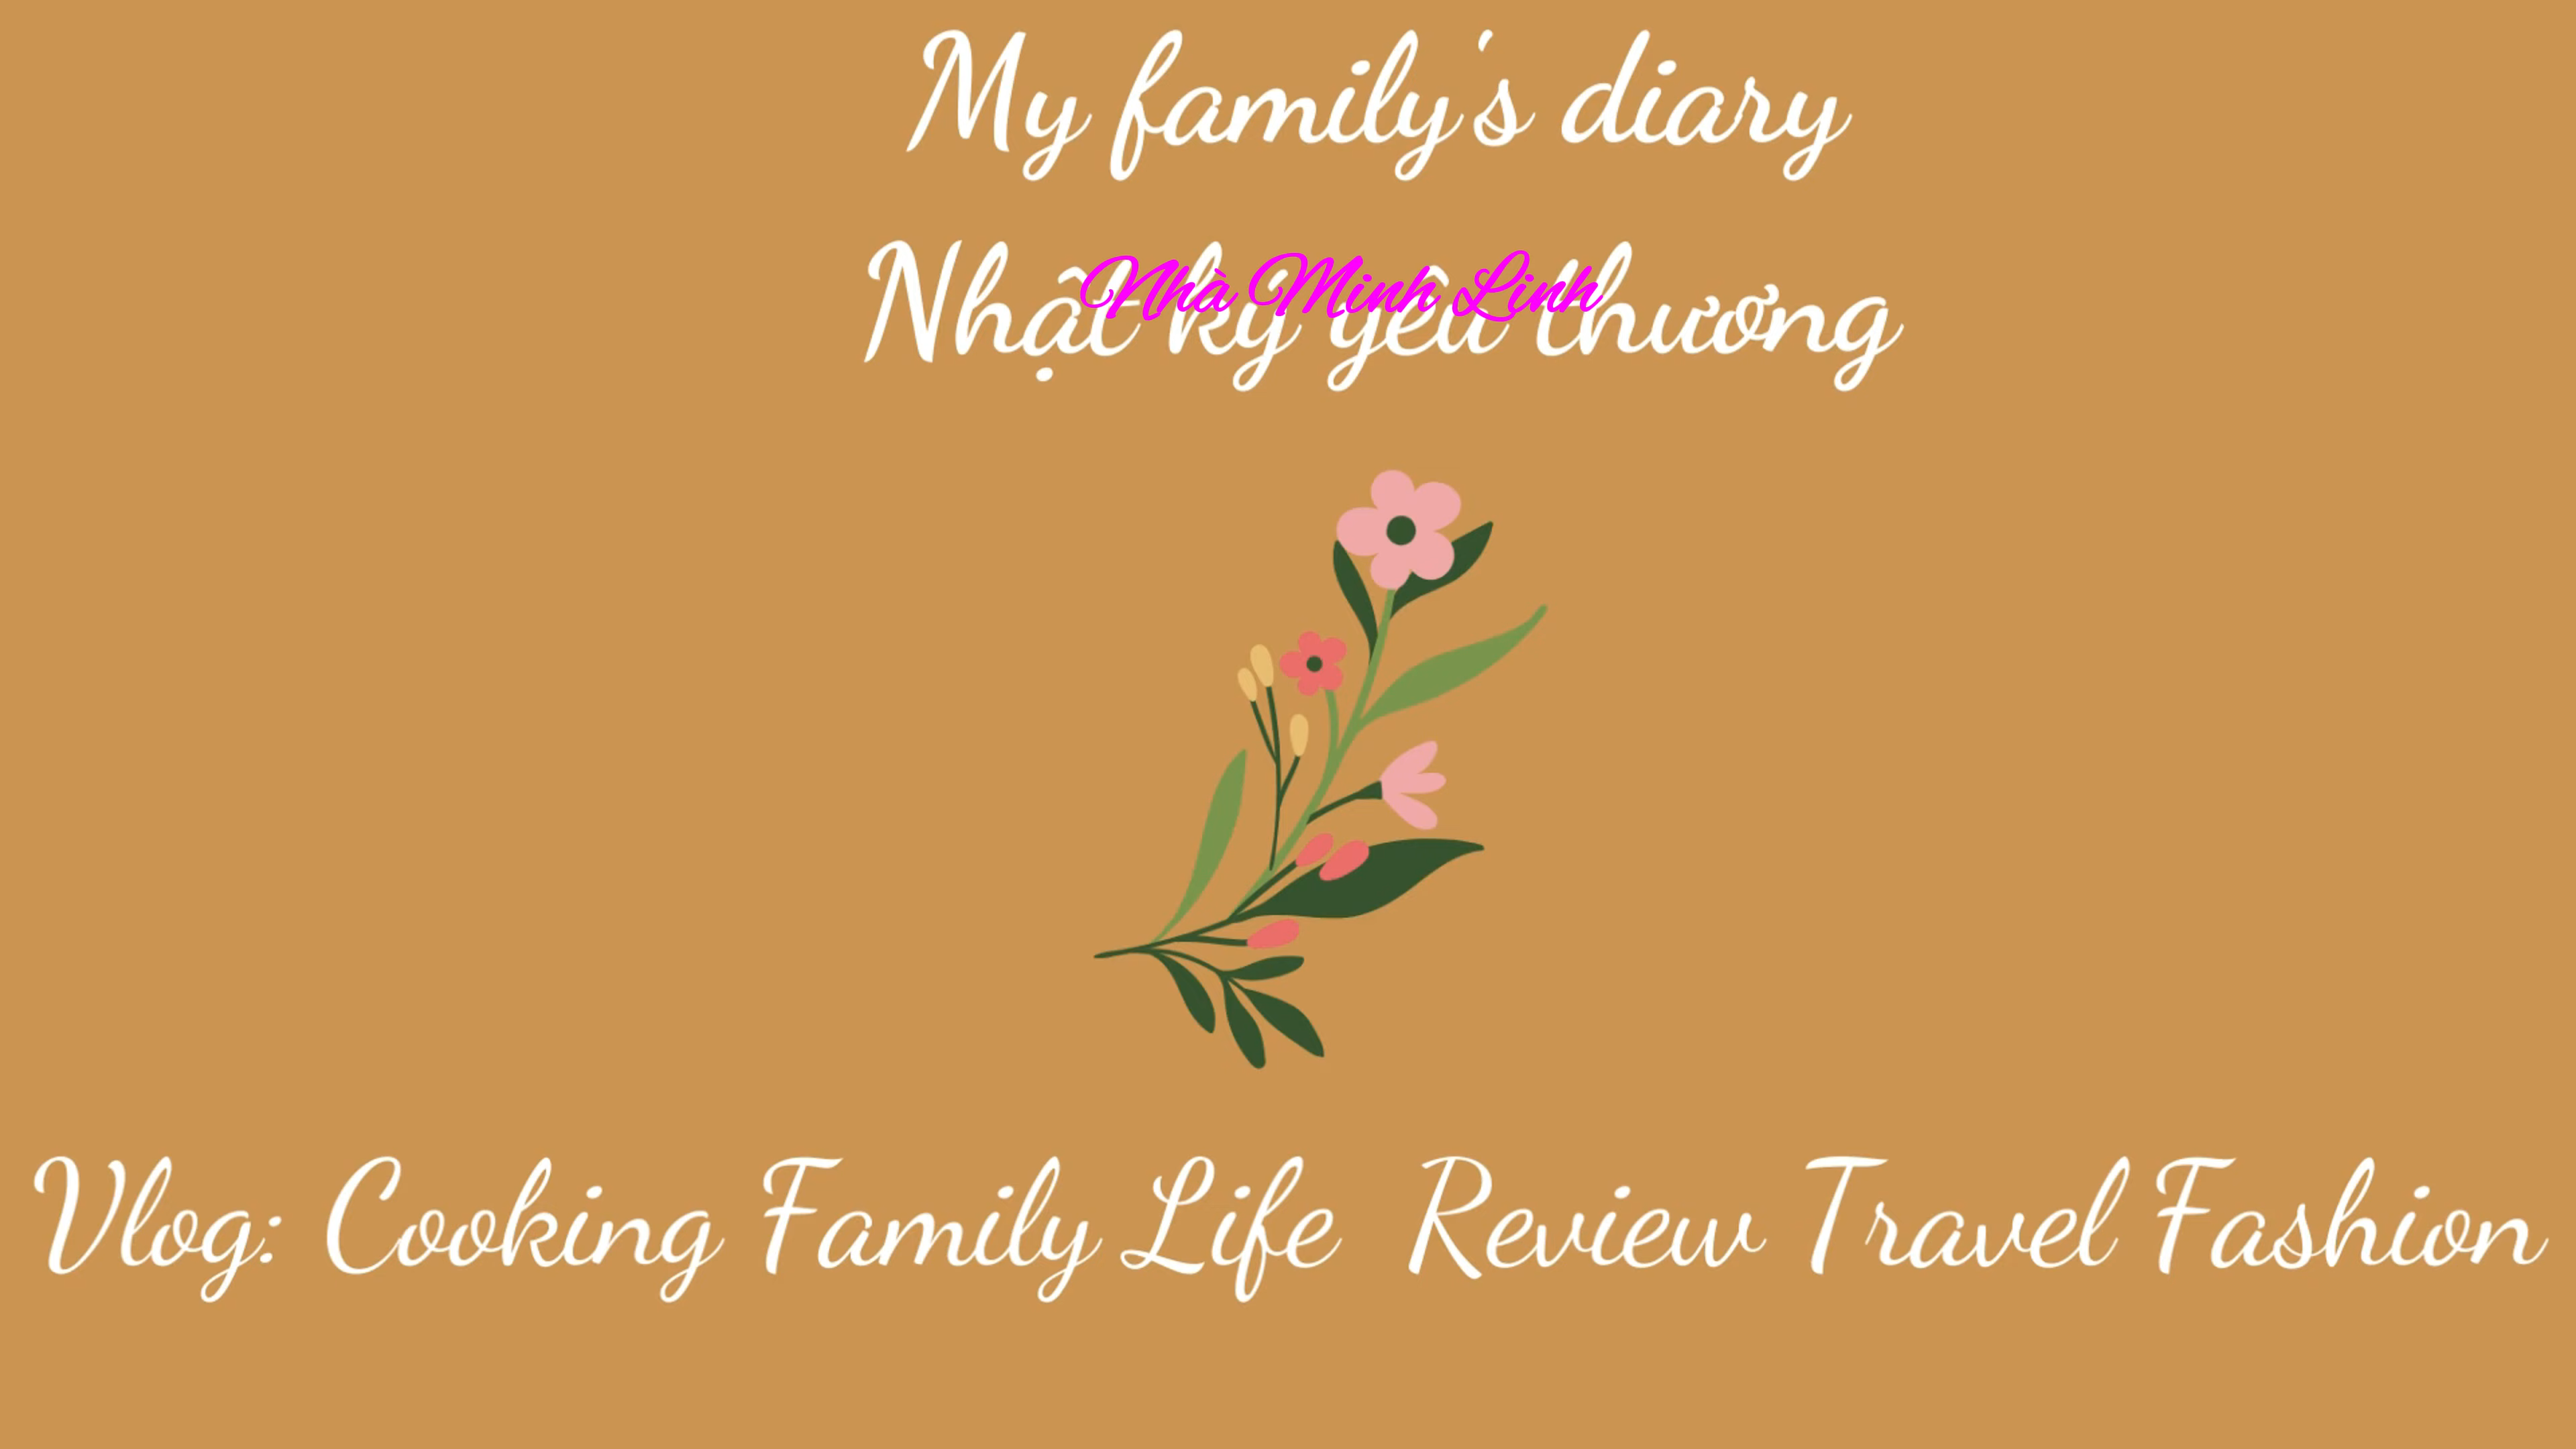 My family's diary
Nhật ký yêu thương
Nhà Minh Linh
Vlog: Cooking Family Life Review Travel Fashion